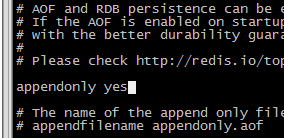 # AOF and RDB persistence can be e
# If the AOF is enabled on startup
# with the better durability guara
#
# Please check http://redis.io/top
appendonly yes
# The name of the append only file
# appendfilename appendonly.aof